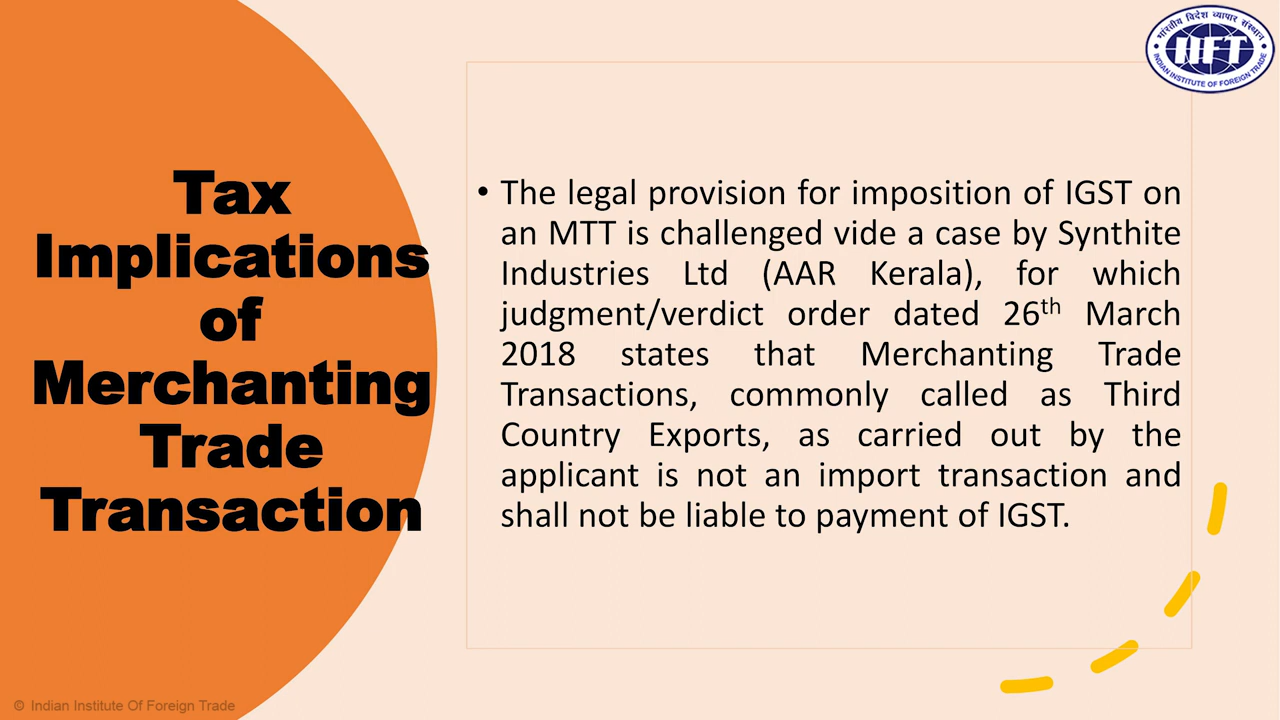 Tax
Implications
of
Merchanting
Trade
Transaction
• The legal provision for imposition of IGST on
an MTT is challenged vide a case by Synthite
Industries Ltd (AAR Kerala), for which
judgment/verdict order dated 26th March
2018 states that Merchanting Trade
Transactions, commonly called as Third
Country Exports, as carried out by the
applicant is not an import transaction and
shall not be liable to payment of IGST.
भारतीय विदेश व्यापार संस्थान
IIFT
INDIAN INSTITUTE OF FOREIGN TRADE
© Indian Institute Of Foreign Trade